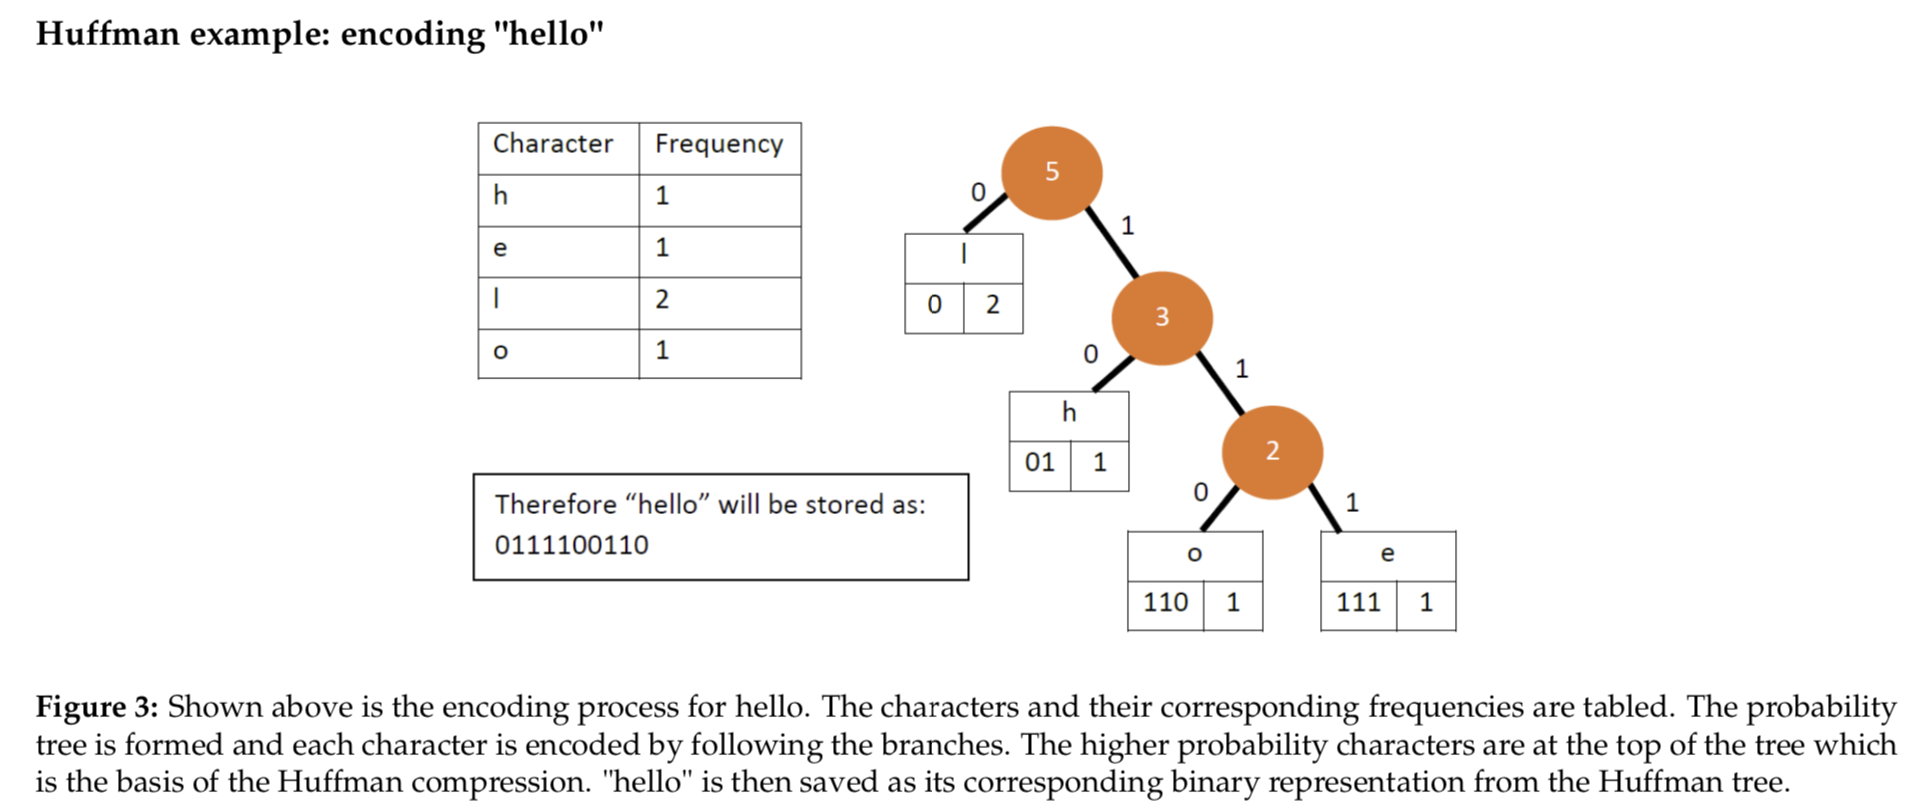 Huffman example: encoding "hello"
Character Frequency
h 1
e 1
l 2
o 1
5
0
1
l
0 2
3
0
1
h
01 1
2
0
1
o
110 1
e
111 1
Therefore “hello” will be stored as:
0111100110
Figure 3: Shown above is the encoding process for hello. The characters and their corresponding frequencies are tabled. The probability
tree is formed and each character is encoded by following the branches. The higher probability characters are at the top of the tree which
is the basis of the Huffman compression. "hello" is then saved as its corresponding binary representation from the Huffman tree.